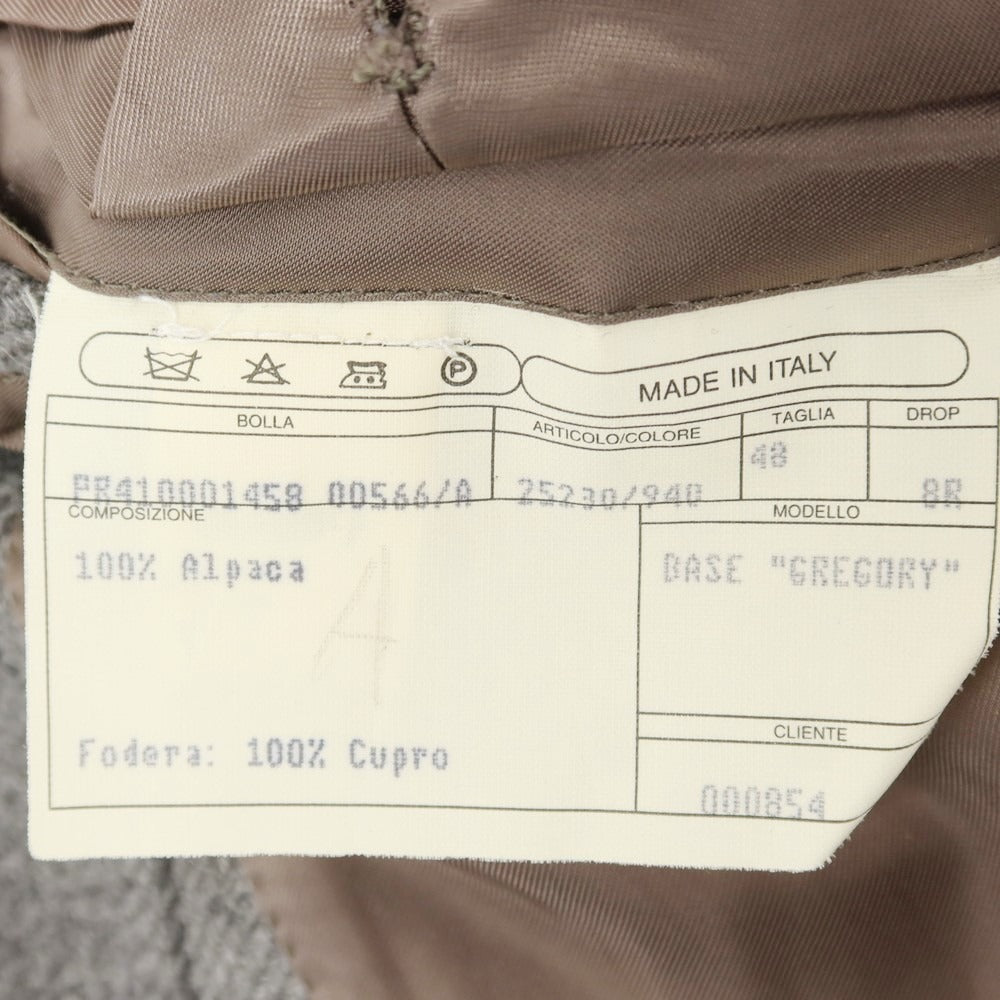 P MADE IN ITALY
BOLLA ARTICOLO/COLORE TAGLIA DROP
PR410001458 00566/A 25230/940 48 8R
COMPOSIZIONE MODELLO
100% Alpaca BASE "GREGORY"
A
CLIENTE
Fodera: 100% Cupro
000854